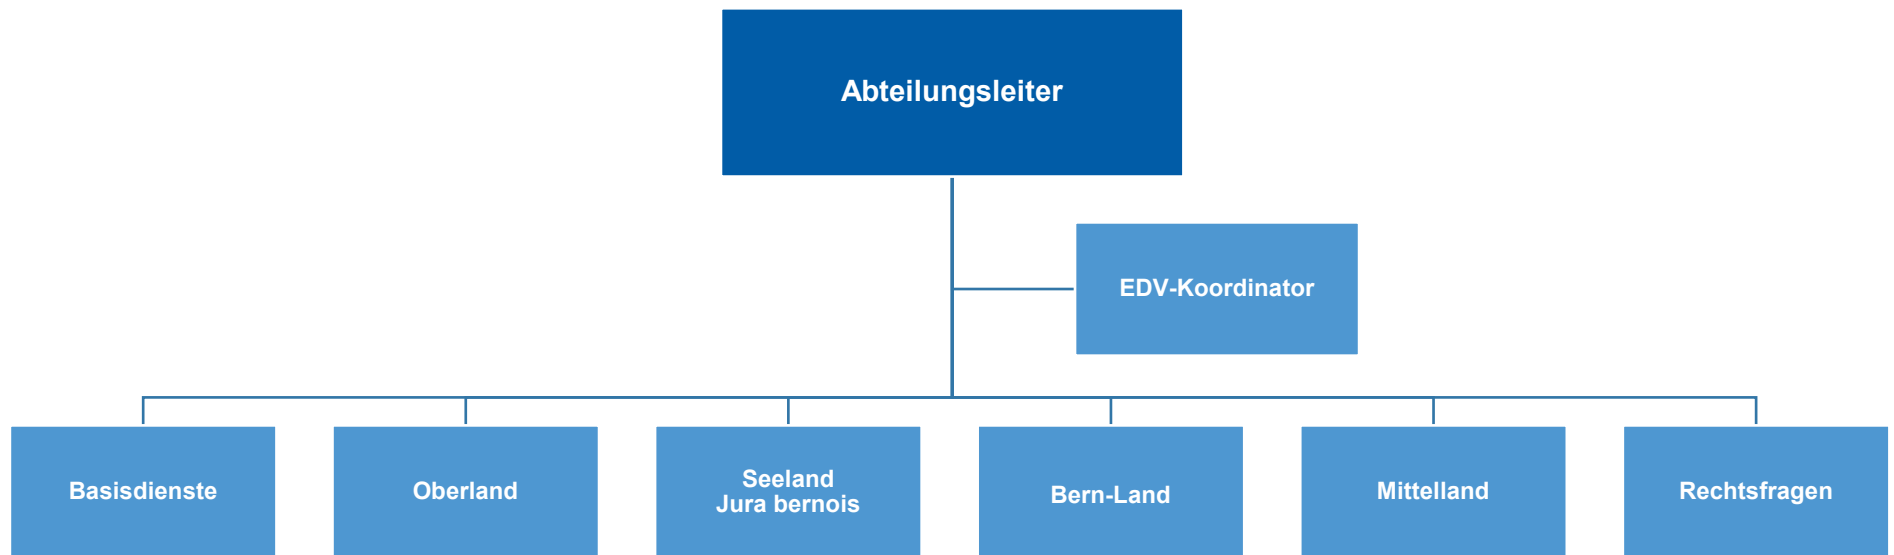 Abteilungsleiter
EDV-Koordinator
Basisdienste
Oberland
Seeland
Jura bernois
Bern-Land
Mittelland
Rechtsfragen